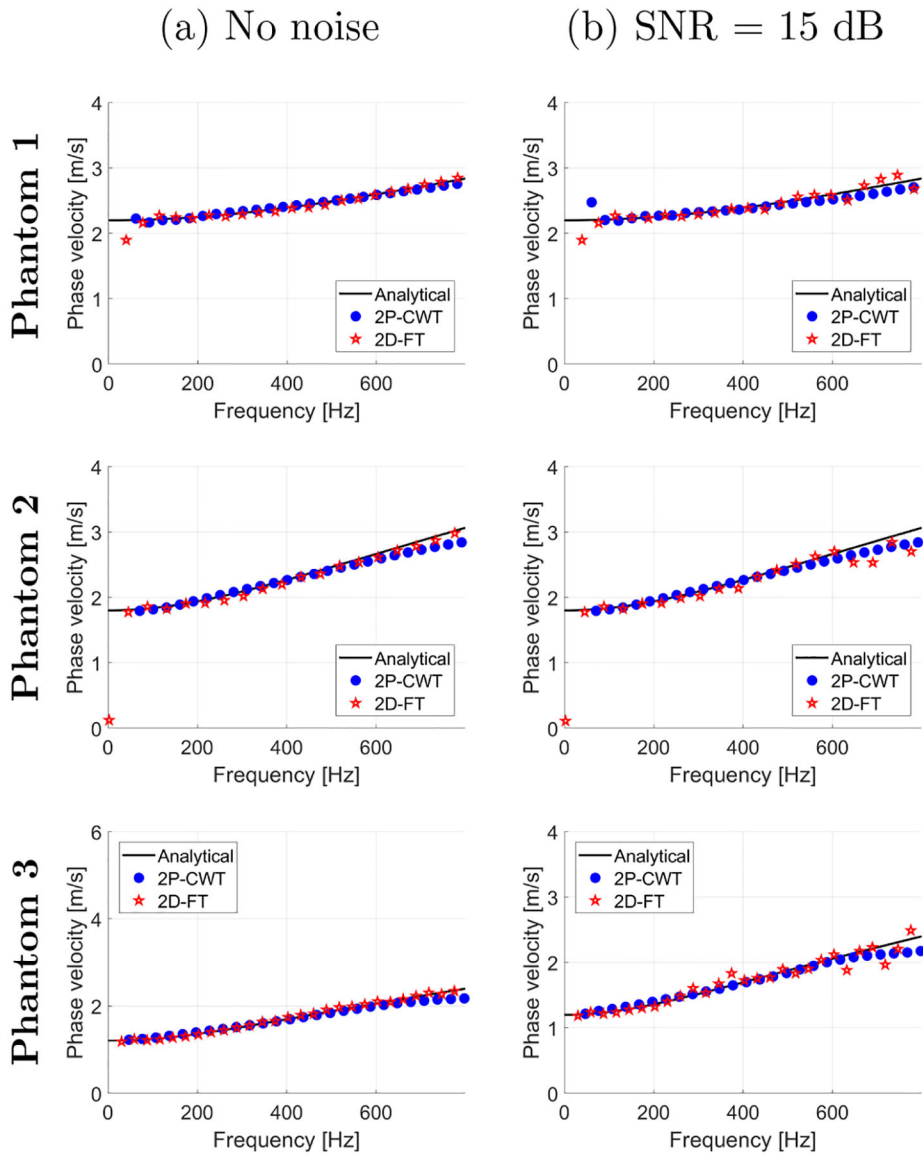 (a) No noise
(b) SNR = 15 dB
Phantom 1
Phase velocity [m/s]
4
3
2
1
0
Analytical
2P-CWT
2D-FT
0 200 400 600
Frequency [Hz]
Phase velocity [m/s]
4
3
2
1
0
Analytical
2P-CWT
2D-FT
0 200 400 600
Frequency [Hz]
Phantom 2
Phase velocity [m/s]
4
3
2
1
0
Analytical
2P-CWT
2D-FT
0 200 400 600
Frequency [Hz]
Phase velocity [m/s]
4
3
2
1
0
Analytical
2P-CWT
2D-FT
0 200 400 600
Frequency [Hz]
Phantom 3
Phase velocity [m/s]
6
4
2
0
Analytical
2P-CWT
2D-FT
0 200 400 600
Frequency [Hz]
Phase velocity [m/s]
4
3
2
1
0
Analytical
2P-CWT
2D-FT
0 200 400 600
Frequency [Hz]